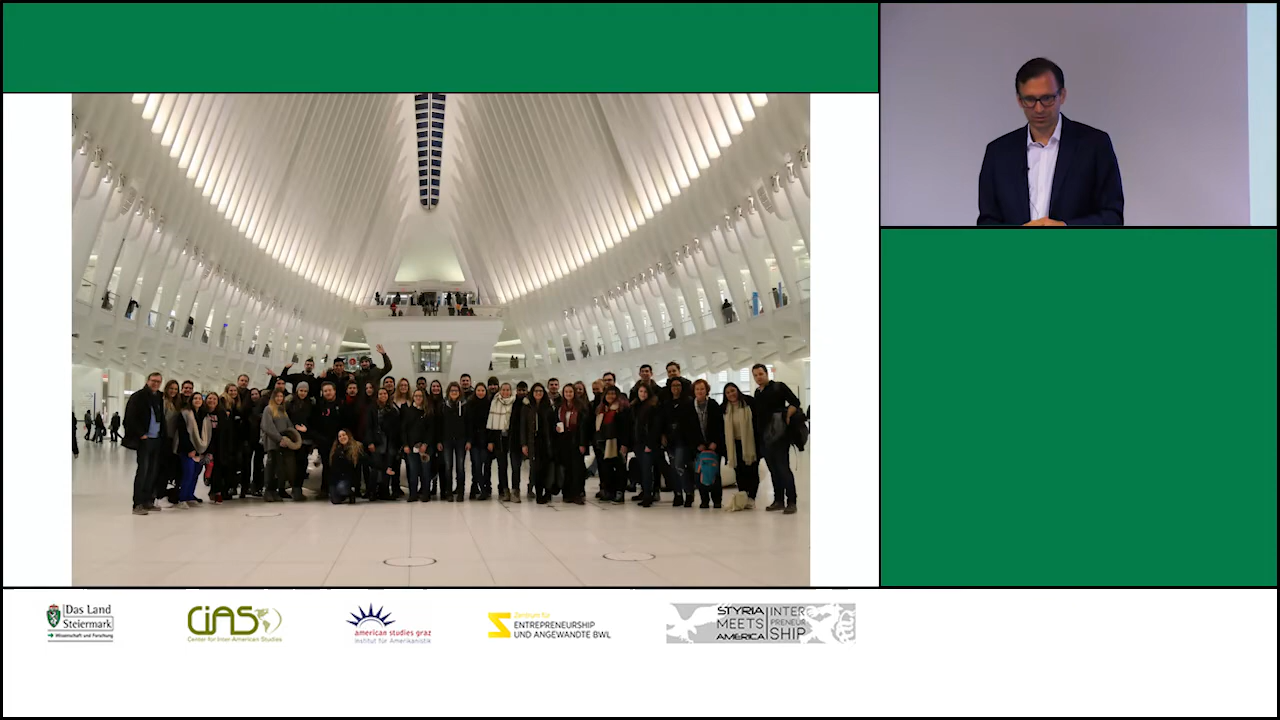 Das Land
Steiermark
Wissenschaft und Forschung
CIAS
Center for Inter-American Studies
american studies graz
institut für Amerikanistik
Zentrum für
ENTREPRENEURSHIP
UND ANGEWANDTE BWL
STYRIA
MEETS
AMERICA
INTER
PRENEUR
SHIP